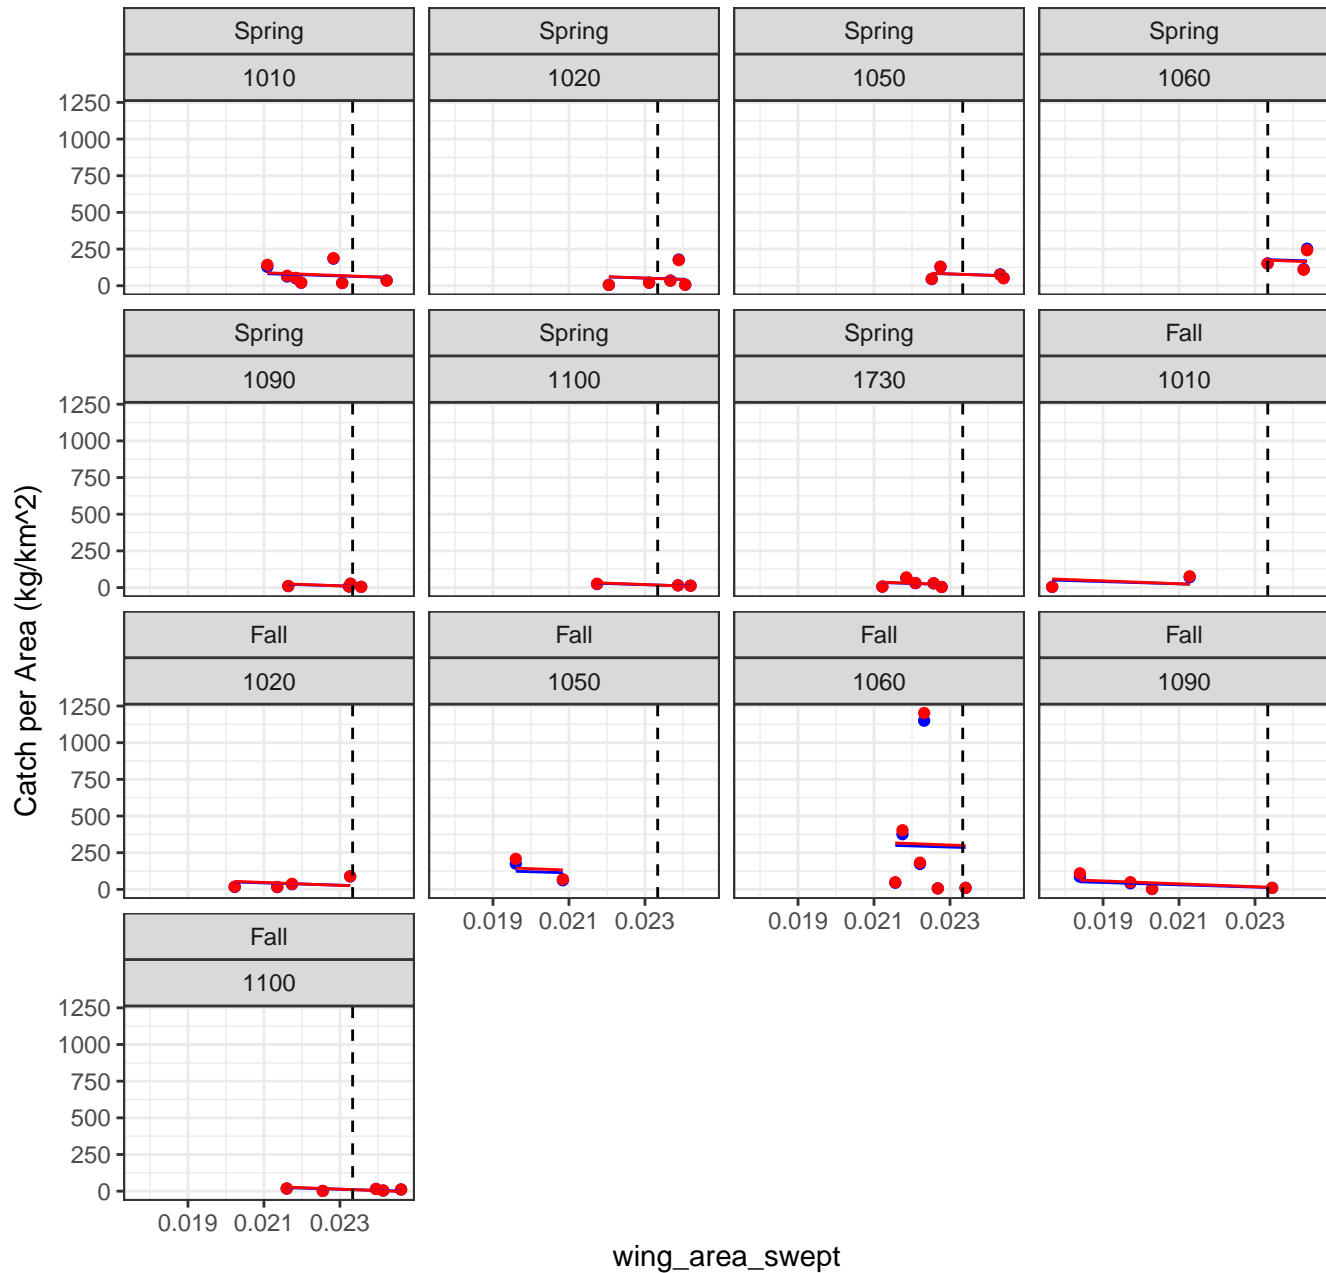 Spring Spring Spring Spring
1010 1020 1050 1060
1250
1000
750
500
250
0
Spring Spring Spring Fall
1090 1100 1730 1010
1250
1000
750
500
250
0
Fall Fall Fall Fall
1020 1050 1060 1090
1250
1000
750
500
250
0
0.019 0.021 0.023 0.019 0.021 0.023 0.019 0.021 0.023
Fall
1100
1250
1000
750
500
250
0
0.019 0.021 0.023
Catch per Area (kg/km^2)
wing_area_swept